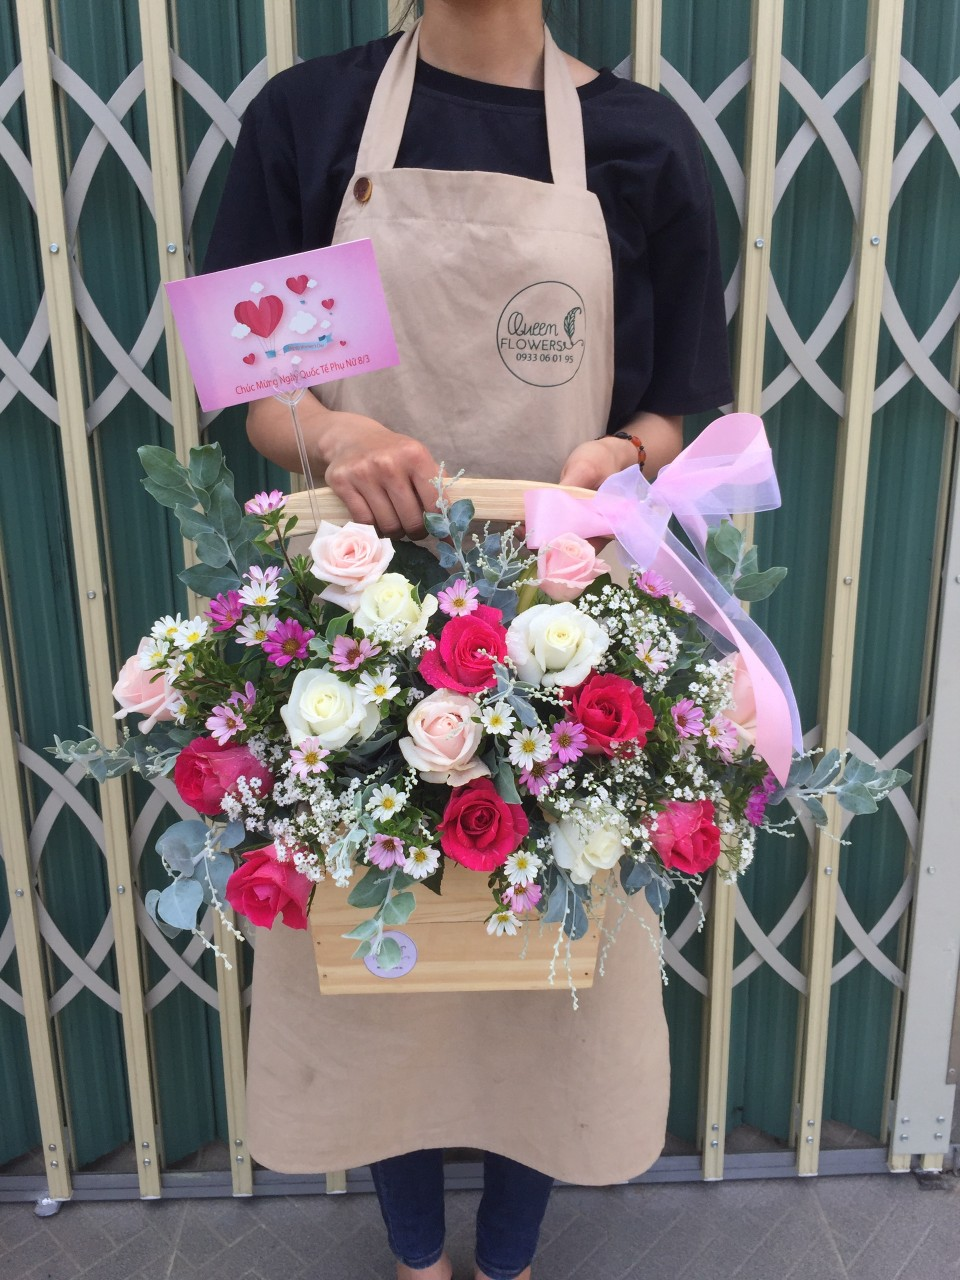 Chúc Mừng Ngày Quốc Tế Phụ Nữ 8/3
Queen
FLOWERS
0933 06 01 95